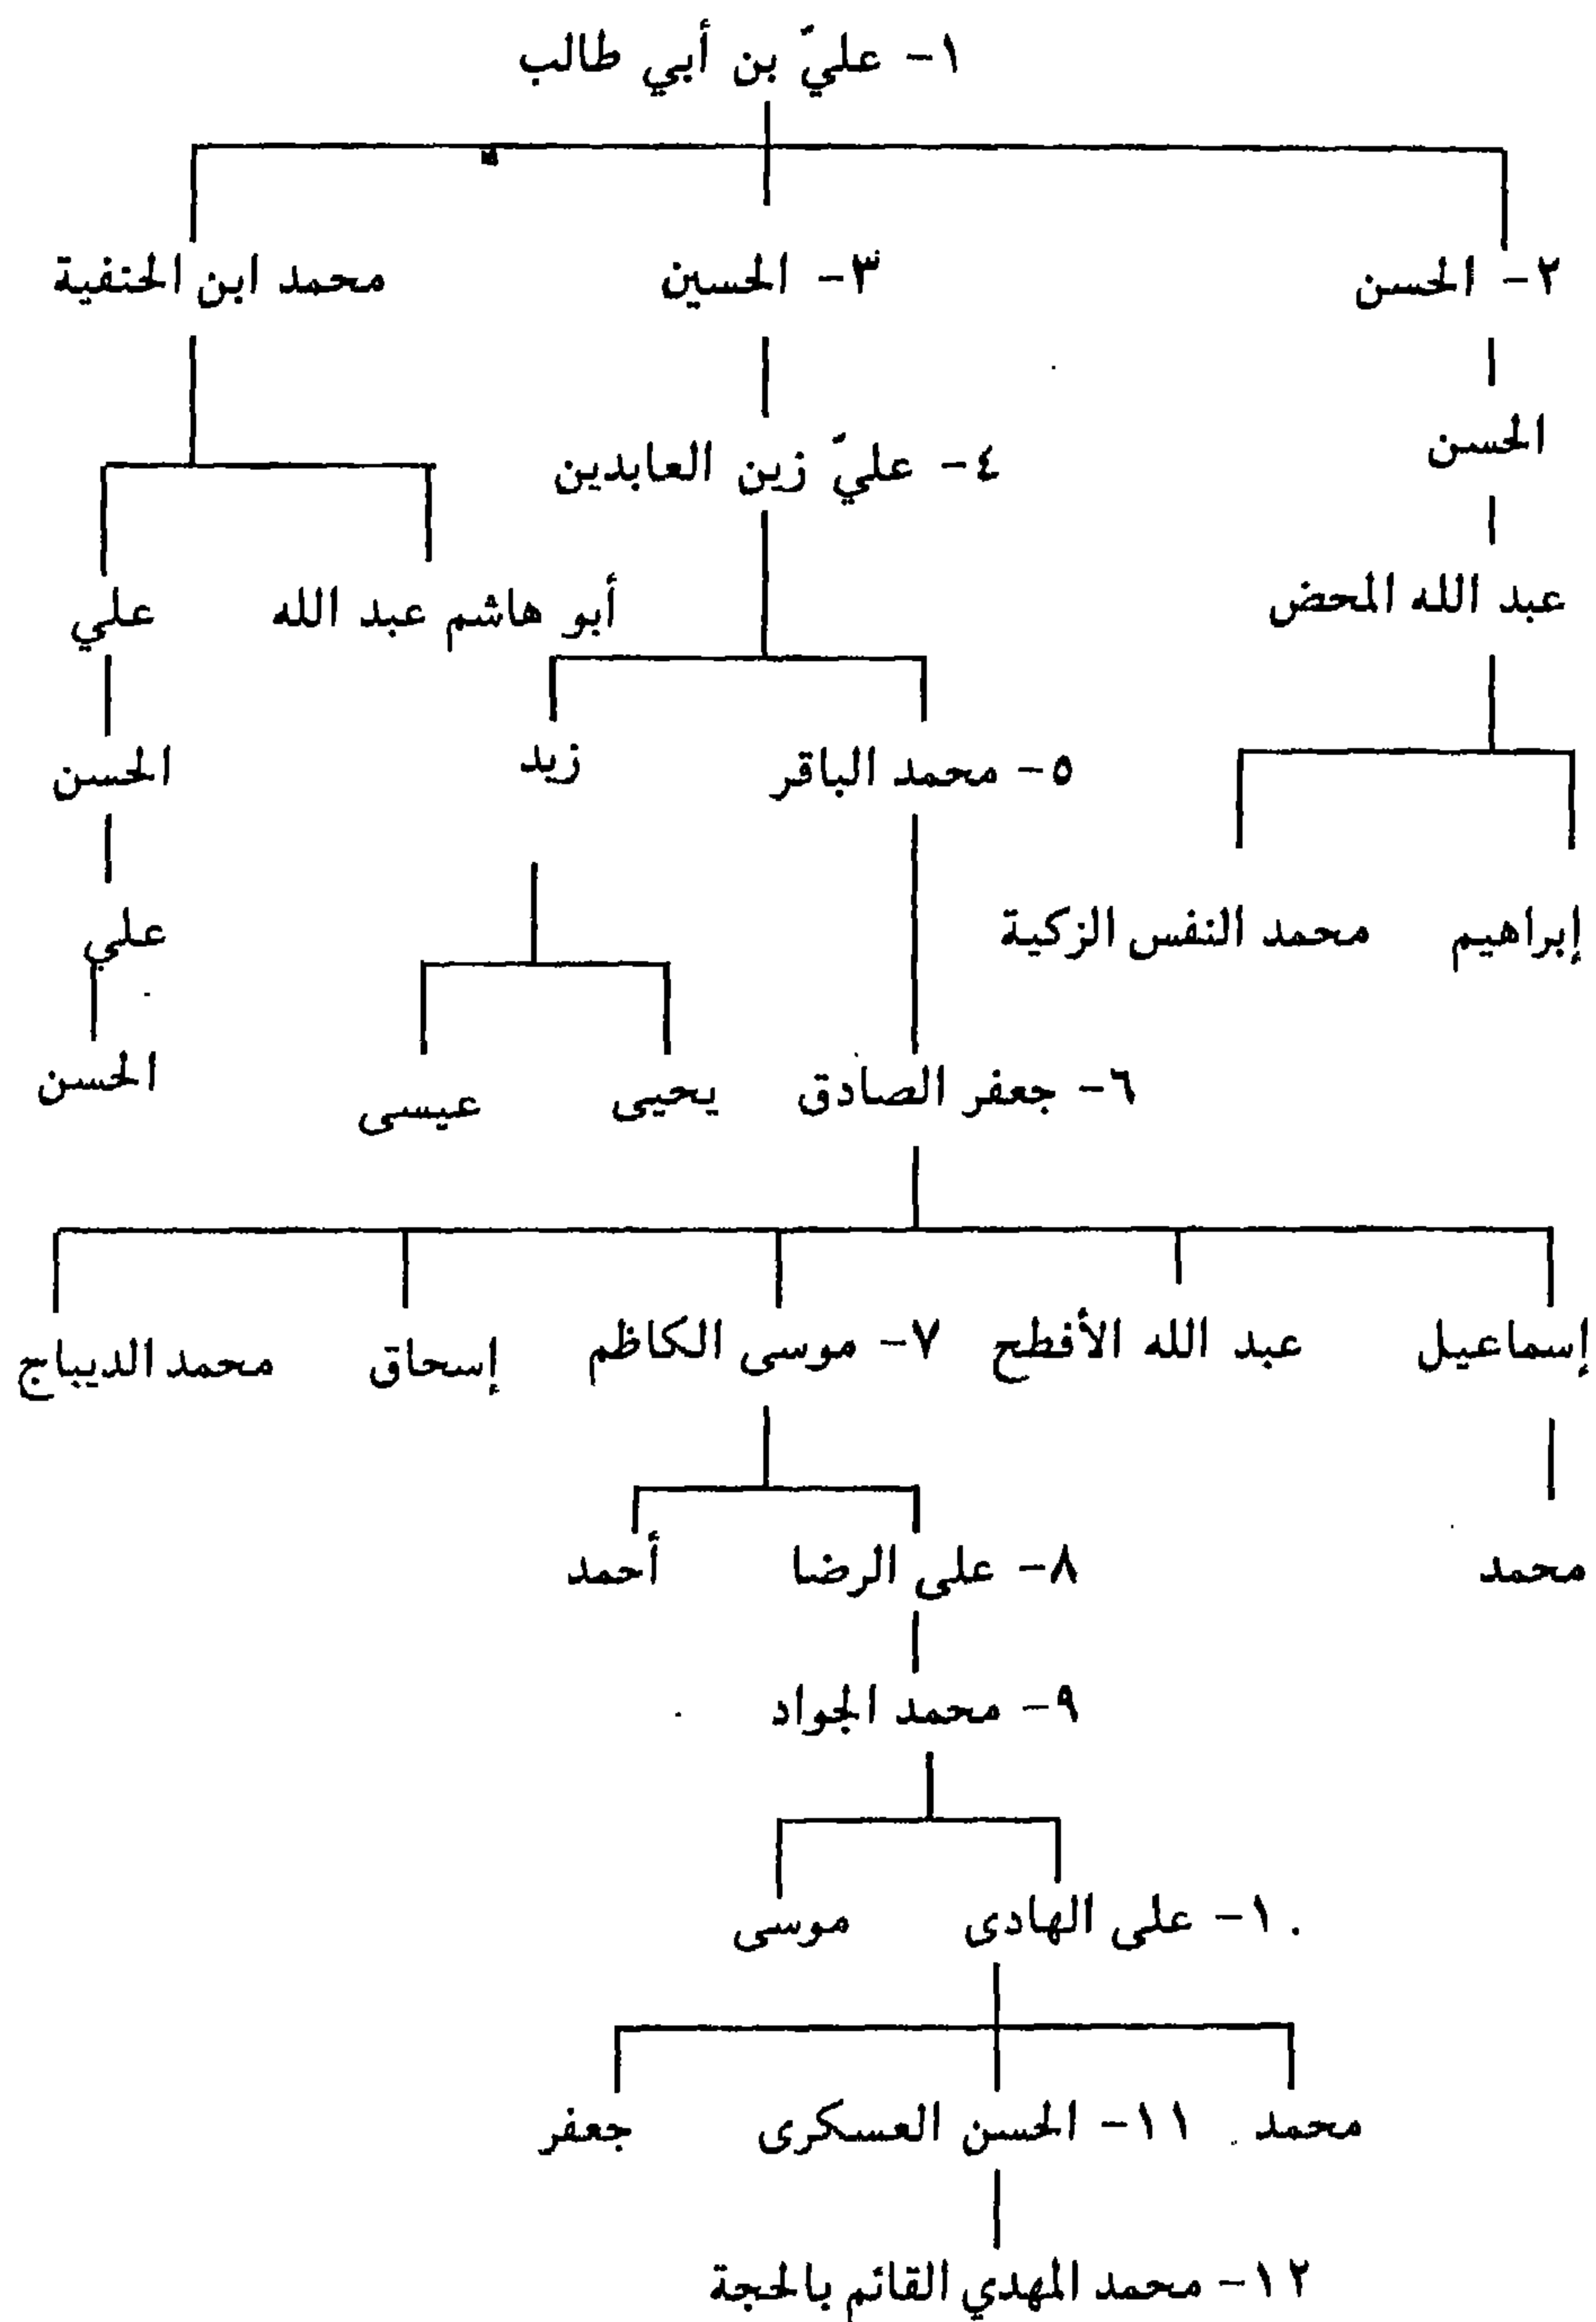 ١- عليّ بن أبي طالب
٢- الحسن
٣- الحسين
محمد ابن الحنفية
الحسن
٤- عليّ زين العابدين
عبد الله المحض
أبو هاشم عبد الله
علي
٥- محمد الباقر
زيد
الحسن
إبراهيم
محمد النفس الزكية
علي
٦- جعفر الصادق
يحيى
عيسى
الحسن
إسماعيل
عبد الله الأفطح
٧- موسى الكاظم
إسحاق
محمد الديباج
محمد
٨- على الرضا
أحمد
٩- محمد الجواد
١٠- على الهادى
موسى
محمد
١١- الحسن العسكرى
جعفر
١٢- محمد المهدي القائم بالحجة